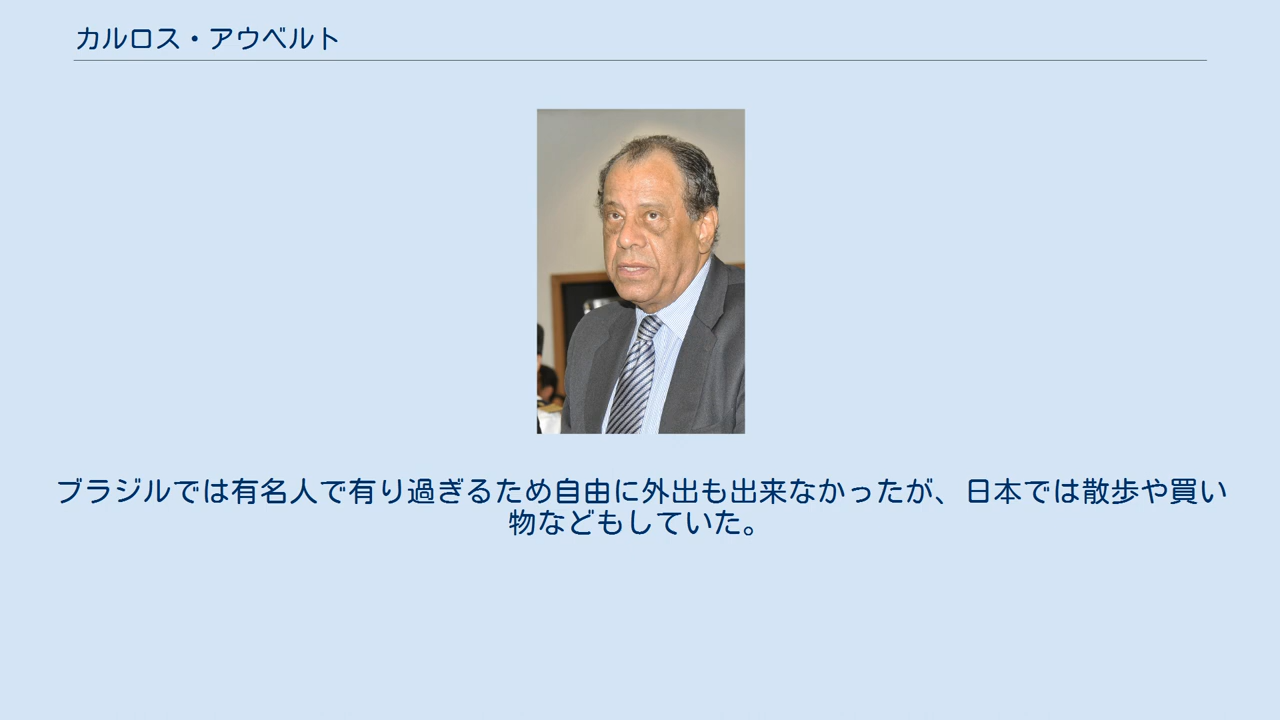 カルロス・アウベルト
ブラジルでは有名人で有り過ぎるため自由に外出も出来なかったが、日本では散歩や買い
物などもしていた。